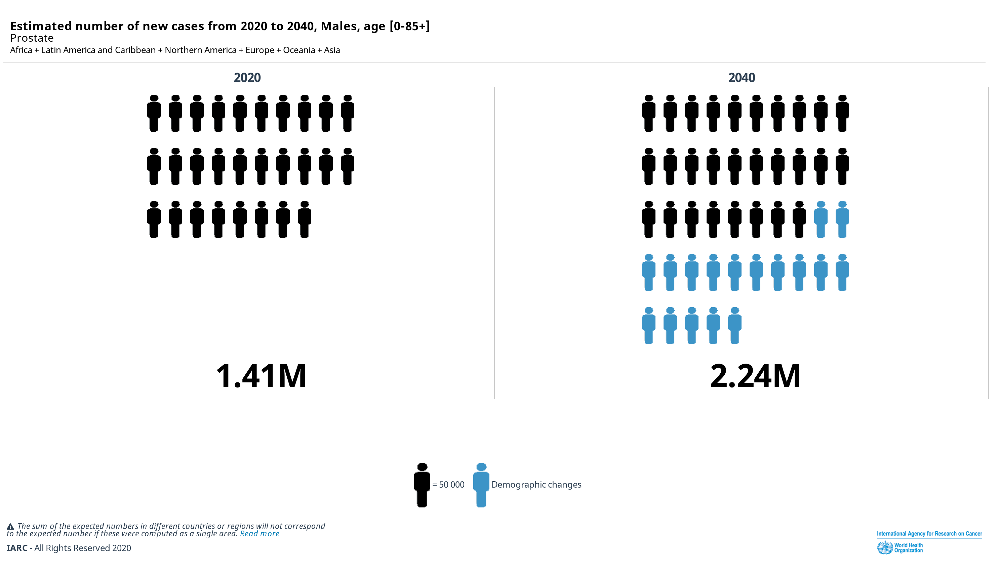 Estimated number of new cases from 2020 to 2040, Males, age [0-85+]
Prostate
Africa + Latin America and Caribbean + Northern America + Europe + Oceania + Asia
2020
2040
1.41M
2.24M
= 50 000
Demographic changes
The sum of the expected numbers in different countries or regions will not correspond
to the expected number if these were computed as a single area. Read more
IARC - All Rights Reserved 2020
International Agency for Research on Cancer
World Health
Organization